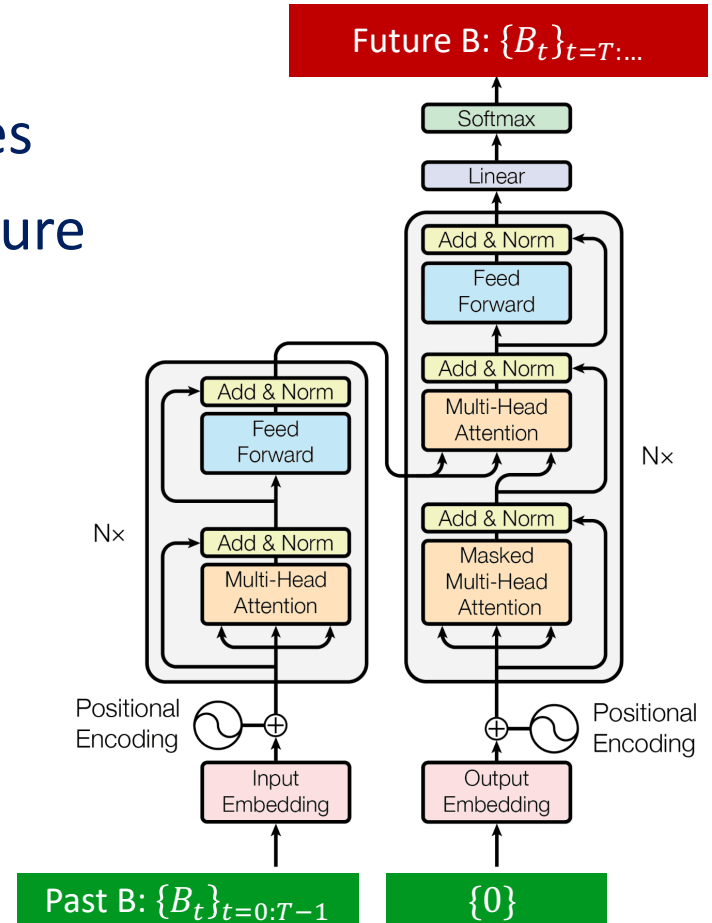 Future B: {B_t}_{t=T:…}
es
ure
Softmax
Linear
Add & Norm
Feed
Forward
Add & Norm
Multi-Head
Attention
N×
Add & Norm
Masked
Multi-Head
Attention
Add & Norm
Feed
Forward
N×
Add & Norm
Multi-Head
Attention
Positional
Encoding
Positional
Encoding
Input
Embedding
Output
Embedding
Past B: {B_t}_{t=0:T−1}
{0}